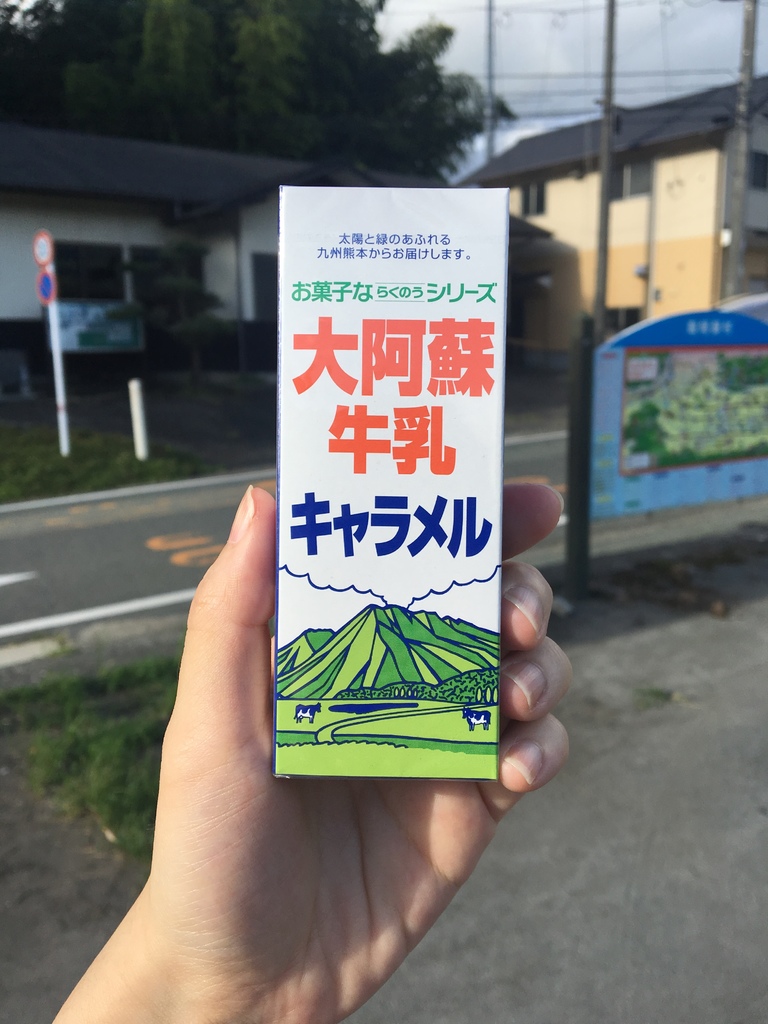 太陽と緑のあふれる
九州熊本からお届けします。
お菓子ならくのうシリーズ
大阿蘇
牛乳
キャラメル